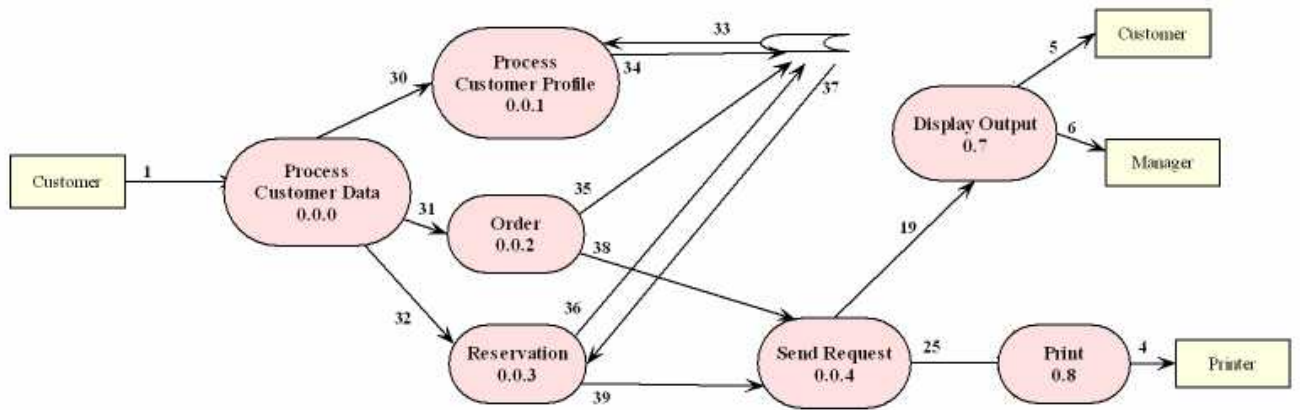 33
Process
Customer Profile
0.0.1
34
30
37
5
Customer
Display Output
0.7
6
Manager
Customer
1
Process
Customer Data
0.0.0
31
Order
0.0.2
35
38
19
32
36
Reservation
0.0.3
39
Send Request
0.0.4
25
Print
0.8
4
Printer